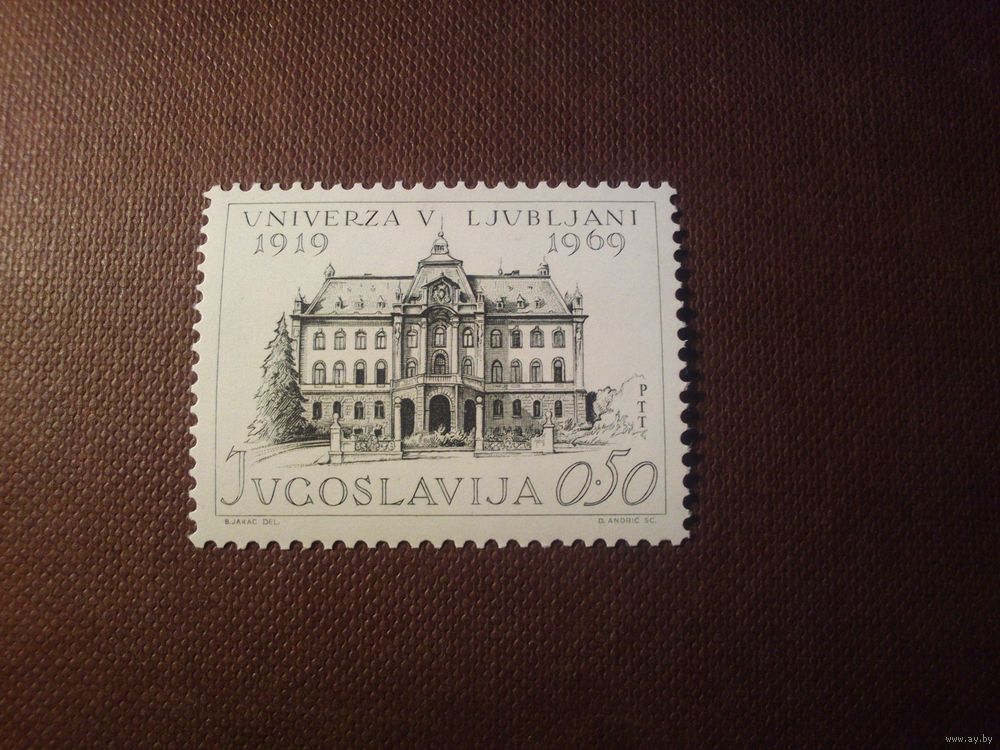 UNIVERZA V LJUBLJANI
1919 1969
PTT
JUGOSLAVIJA 0.50
B.JAKAC DEL. D. ANDRIĆ SC.
www.ay.by